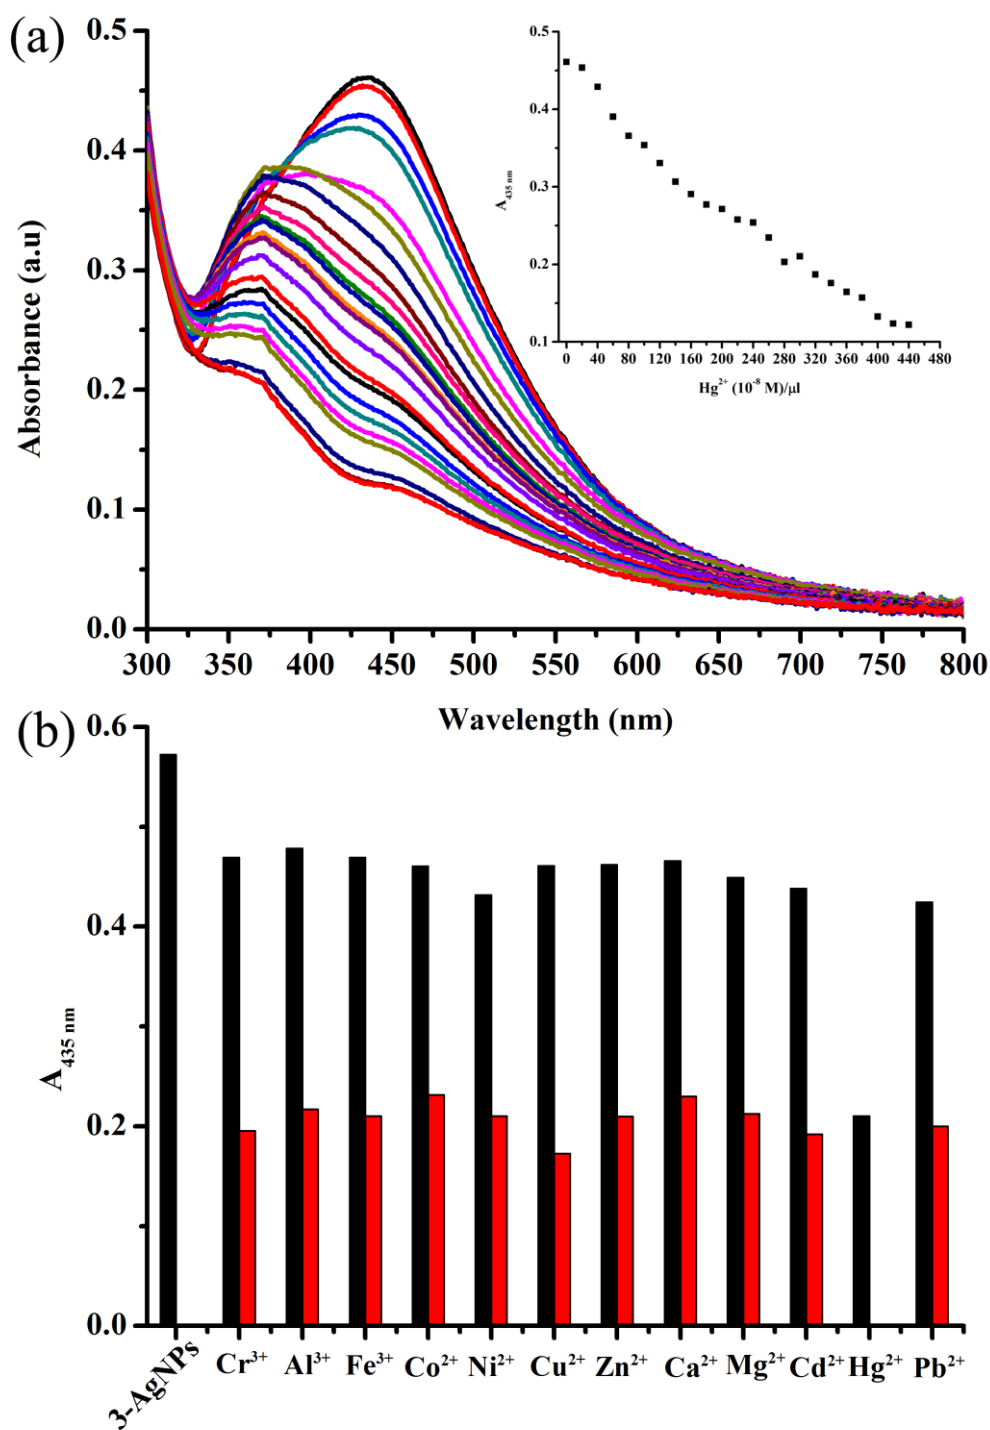 (a)
0.5
0.4
0.3
0.2
0.1
0.0
Absorbance (a.u)
300 350 400 450 500 550 600 650 700 750 800
Wavelength (nm)
0.5
0.4
0.3
0.2
0.1
A435 nm
0 40 80 120 160 200 240 280 320 360 400 440 480
Hg²⁺ (10⁻⁸ M)/µl
(b)
0.6
0.4
0.2
0.0
A435 nm
3-AgNPs Cr³⁺ Al³⁺ Fe³⁺ Co²⁺ Ni²⁺ Cu²⁺ Zn²⁺ Ca²⁺ Mg²⁺ Cd²⁺ Hg²⁺ Pb²⁺